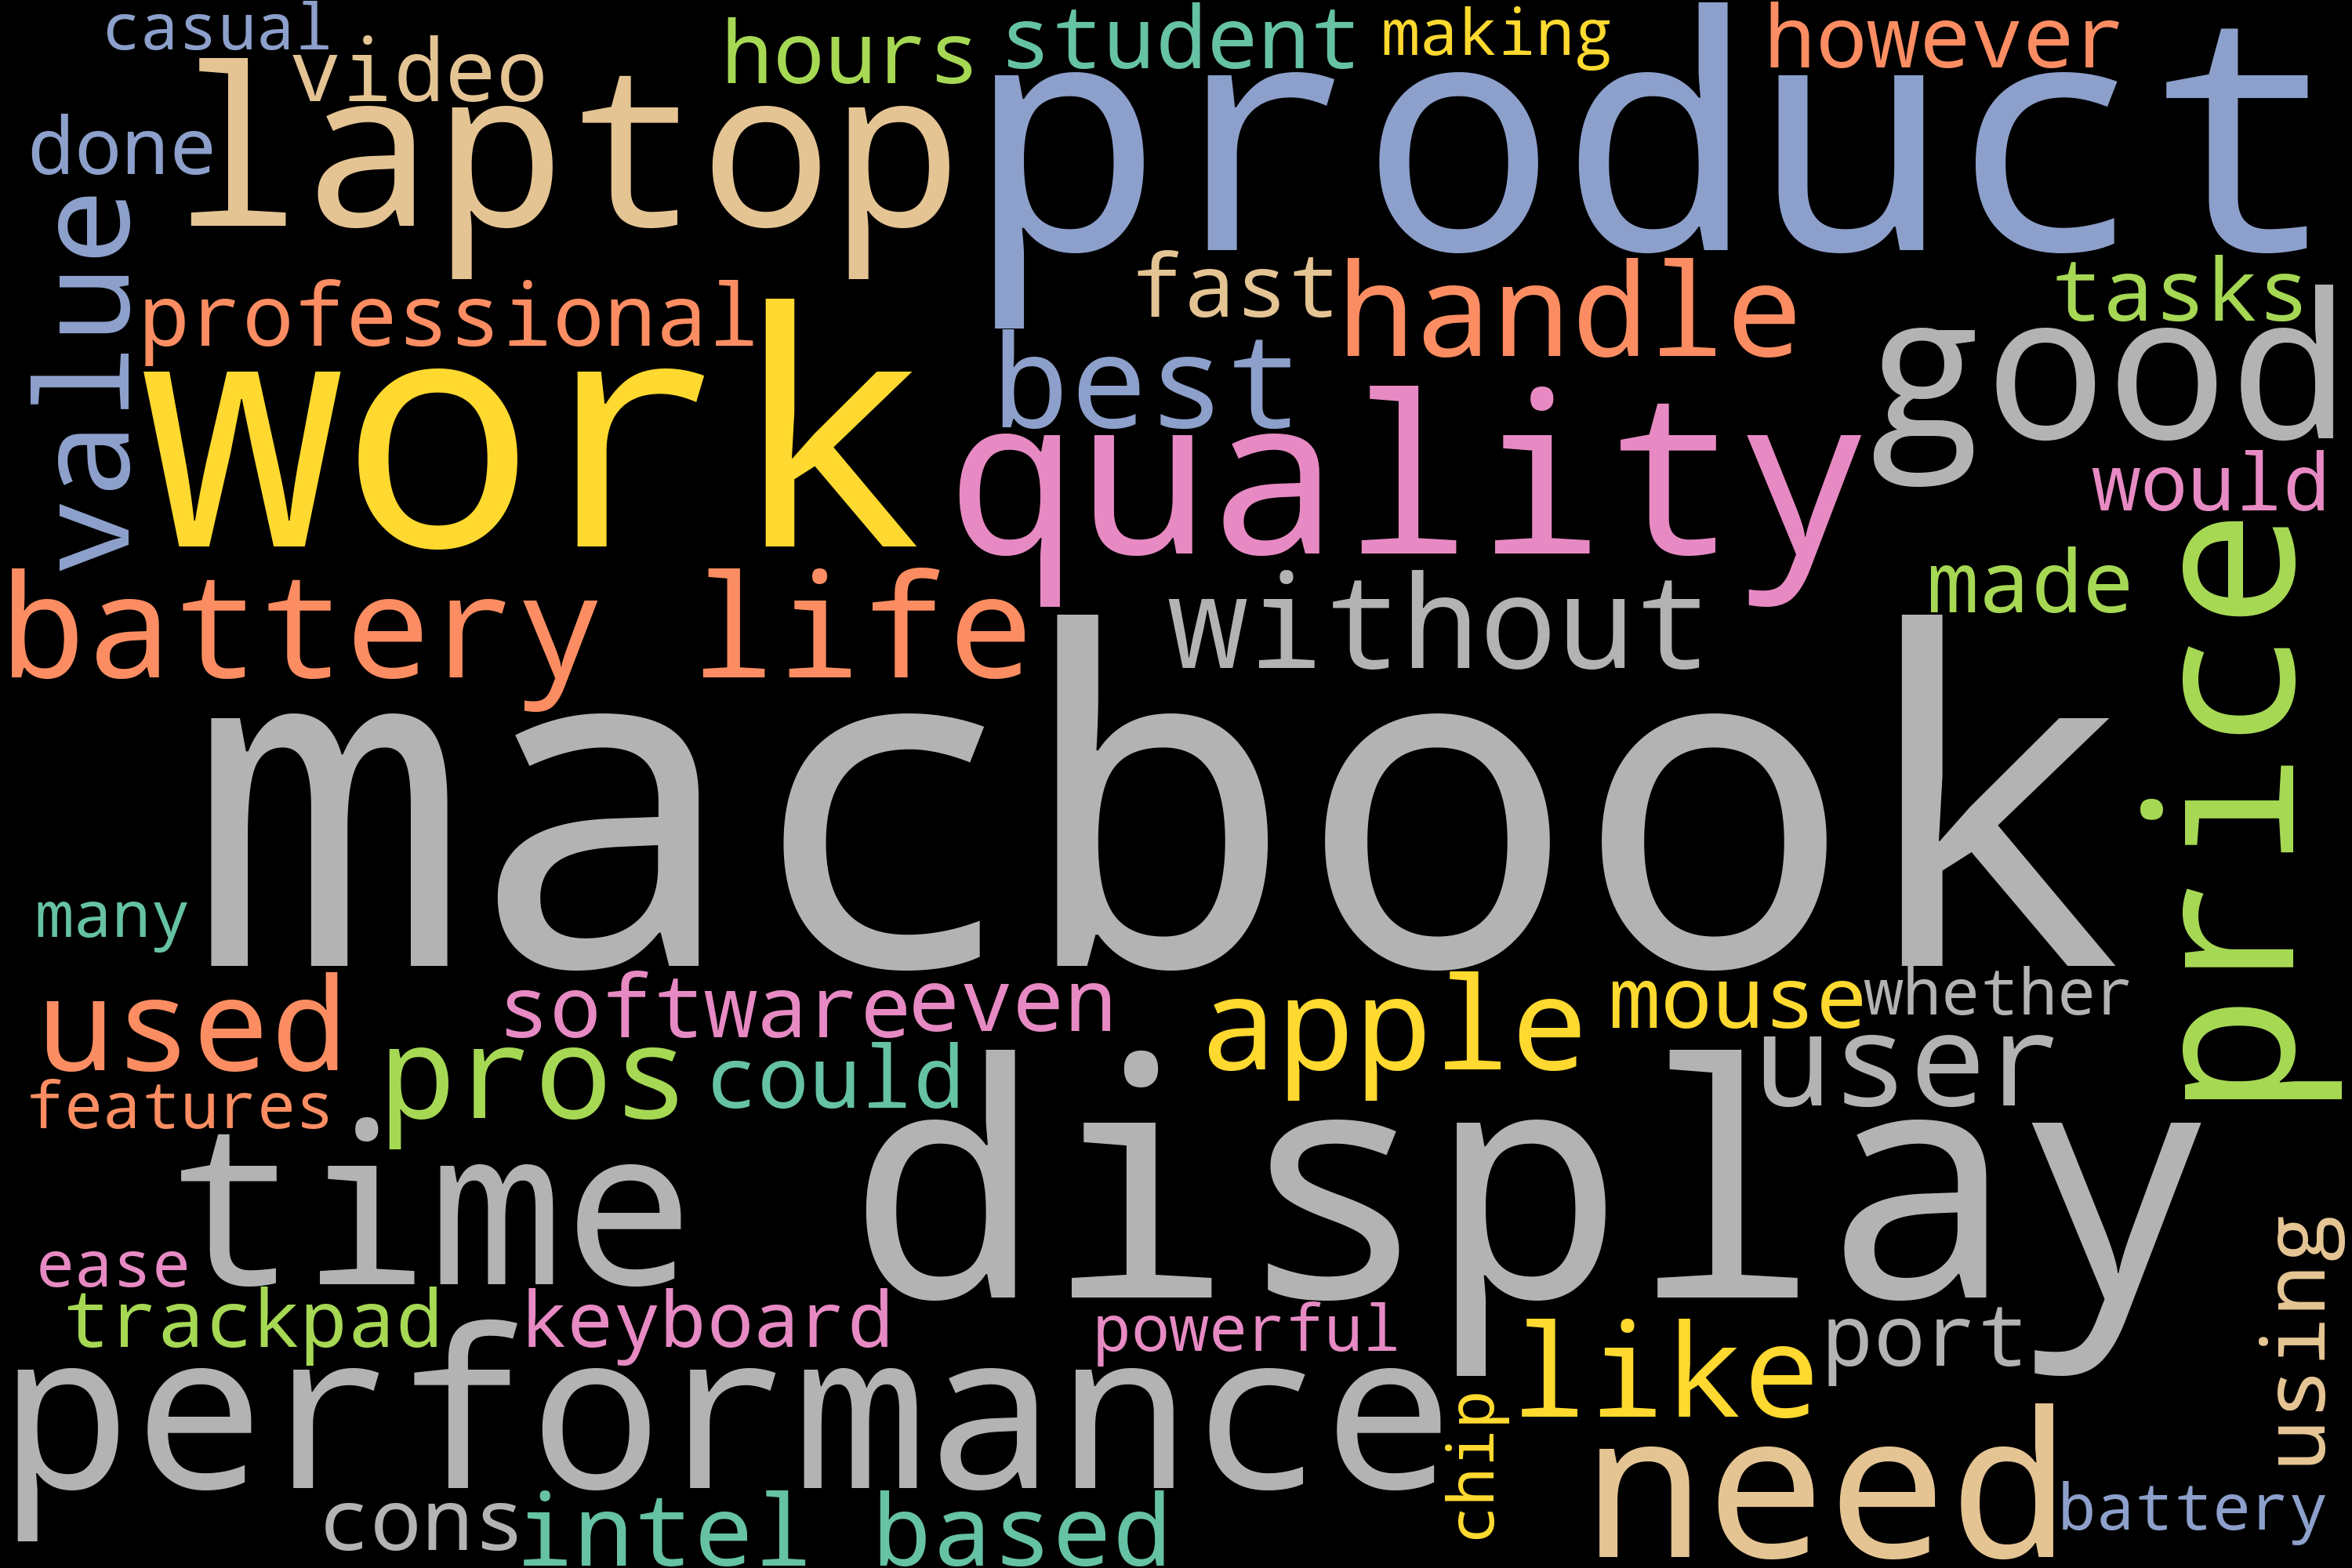 casual
video
hours
student
making
however
laptop
product
done
value
professional
fast
handle
tasks
good
best
work
quality
would
battery life
without
made
price
macbook
many
used
software
even
apple
mouse
whether
user
features
pros
could
time
display
ease
trackpad
keyboard
powerful
like
port
using
performance
chip
need
cons
intel based
battery